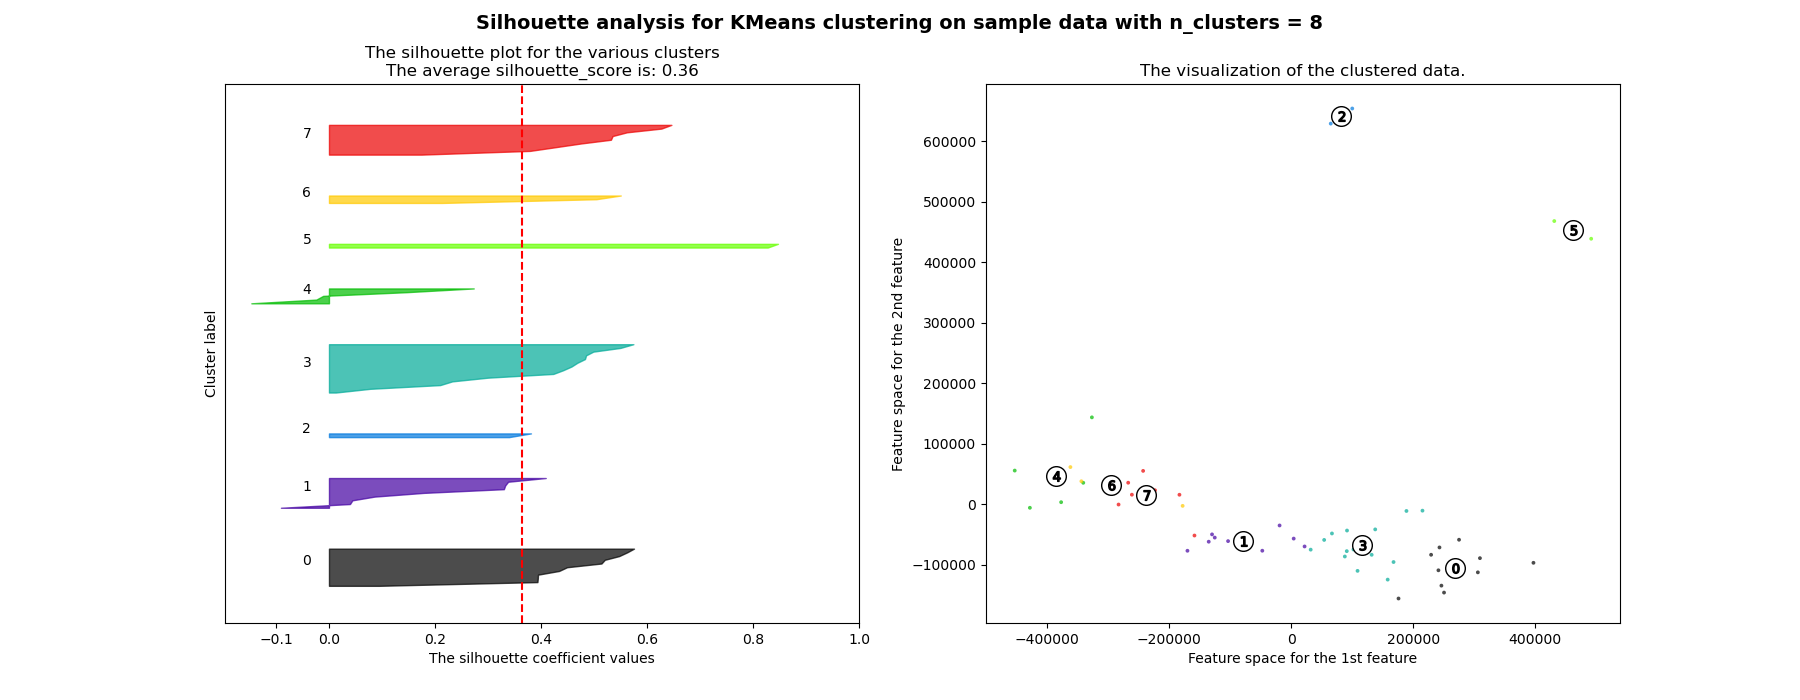 Silhouette analysis for KMeans clustering on sample data with n_clusters = 8
The silhouette plot for the various clusters
The average silhouette_score is: 0.36
7
6
5
4
3
2
1
0
Cluster label
−0.1 0.0 0.2 0.4 0.6 0.8 1.0
The silhouette coefficient values
The visualization of the clustered data.
600000
500000
400000
300000
200000
100000
0
−100000
Feature space for the 2nd feature
2
5
4
6
7
1
3
0
−400000 −200000 0 200000 400000
Feature space for the 1st feature